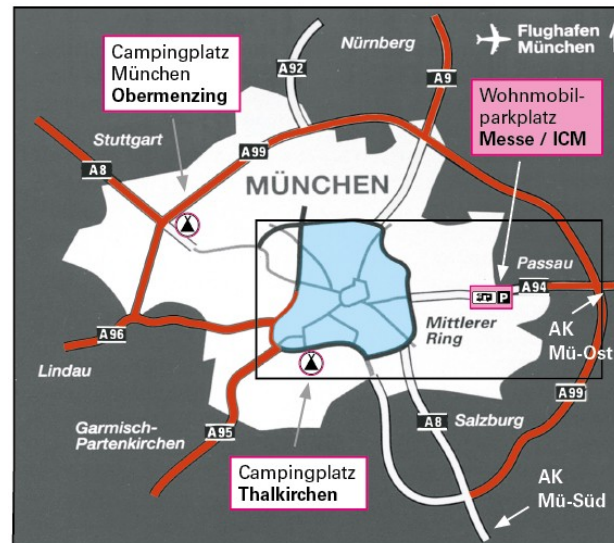 Campingplatz
München
Obermenzing
Nürnberg
Flughafen
München
A92
A9
Wohnmobil-
parkplatz
Messe / ICM
Stuttgart
A99
A8
MÜNCHEN
Passau
A94
P
Mittlerer
Ring
AK
Mü-Ost
A96
Lindau
A99
Garmisch-
Partenkirchen
A95
A8
Salzburg
Campingplatz
Thalkirchen
AK
Mü-Süd